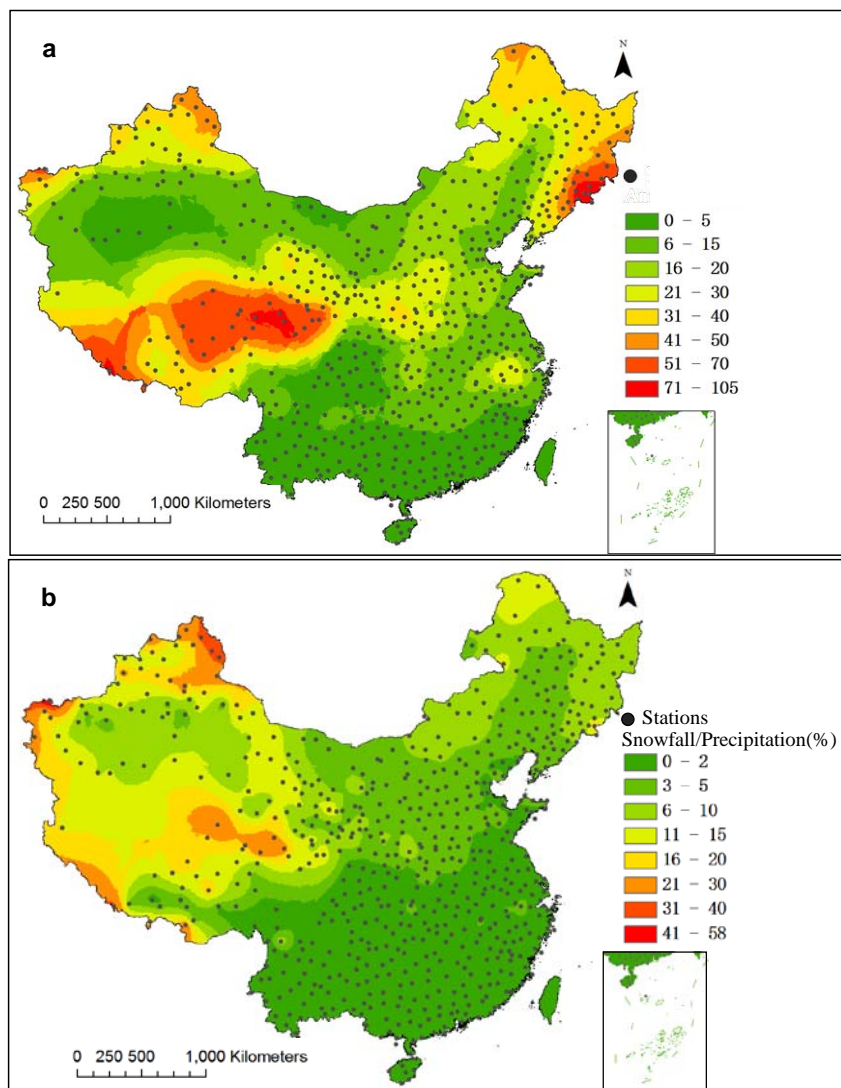 a
N
0 - 5
6 - 15
16 - 20
21 - 30
31 - 40
41 - 50
51 - 70
71 - 105
0 250 500 1,000 Kilometers
b
N
Stations
Snowfall/Precipitation(%)
0 - 2
3 - 5
6 - 10
11 - 15
16 - 20
21 - 30
31 - 40
41 - 58
0 250 500 1,000 Kilometers